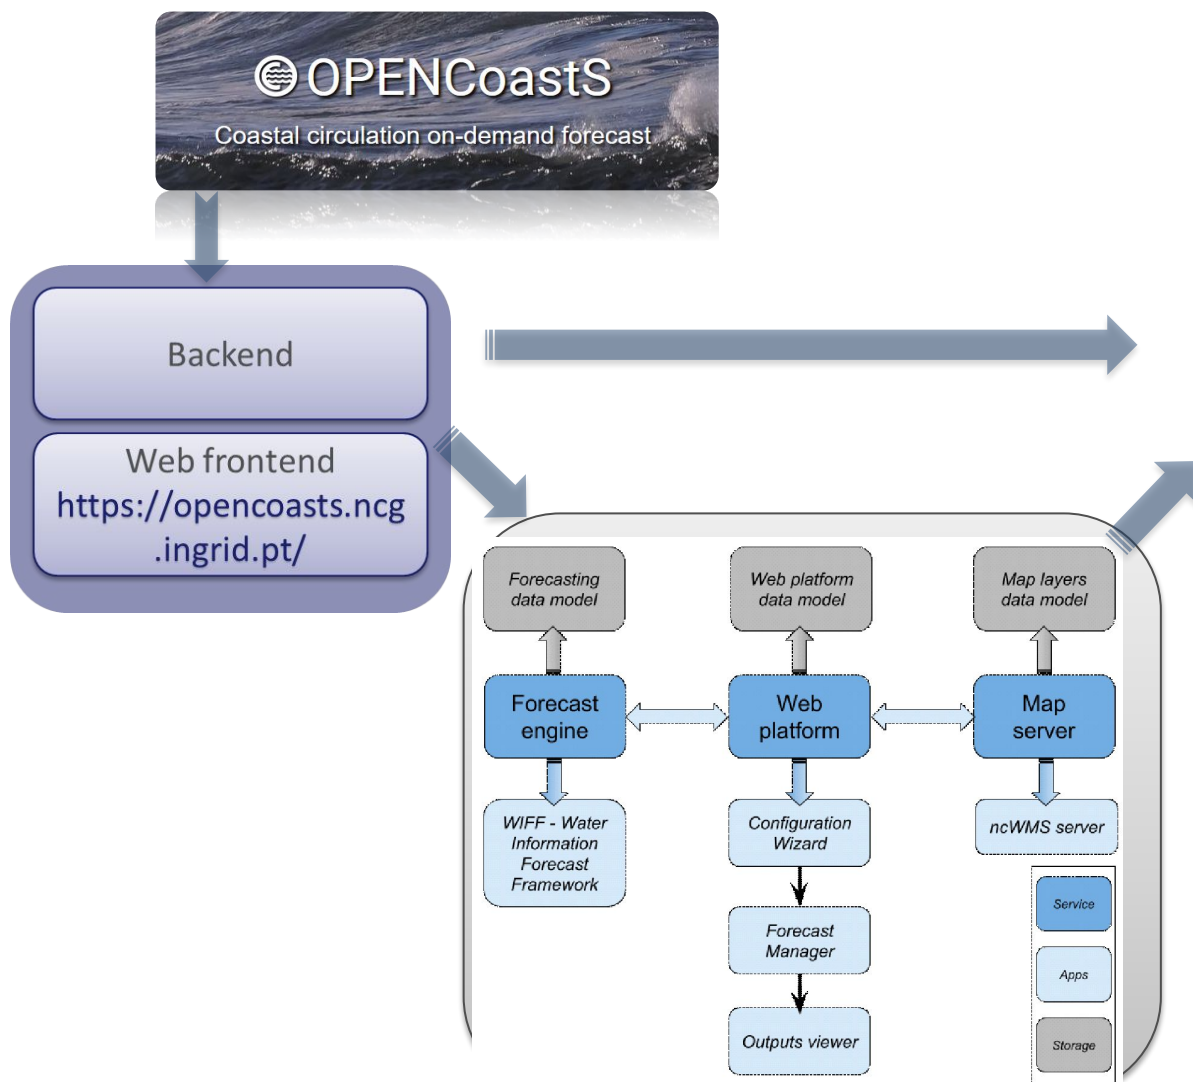 OPENCoastS
Coastal circulation on-demand forecast
Backend
Web frontend
https://opencoasts.ncg
.ingrid.pt/
Forecasting
data model
Web platform
data model
Map layers
data model
Forecast
engine
Web
platform
Map
server
WIFF - Water
Information
Forecast
Framework
Configuration
Wizard
ncWMS server
Forecast
Manager
Outputs viewer
Service
Apps
Storage